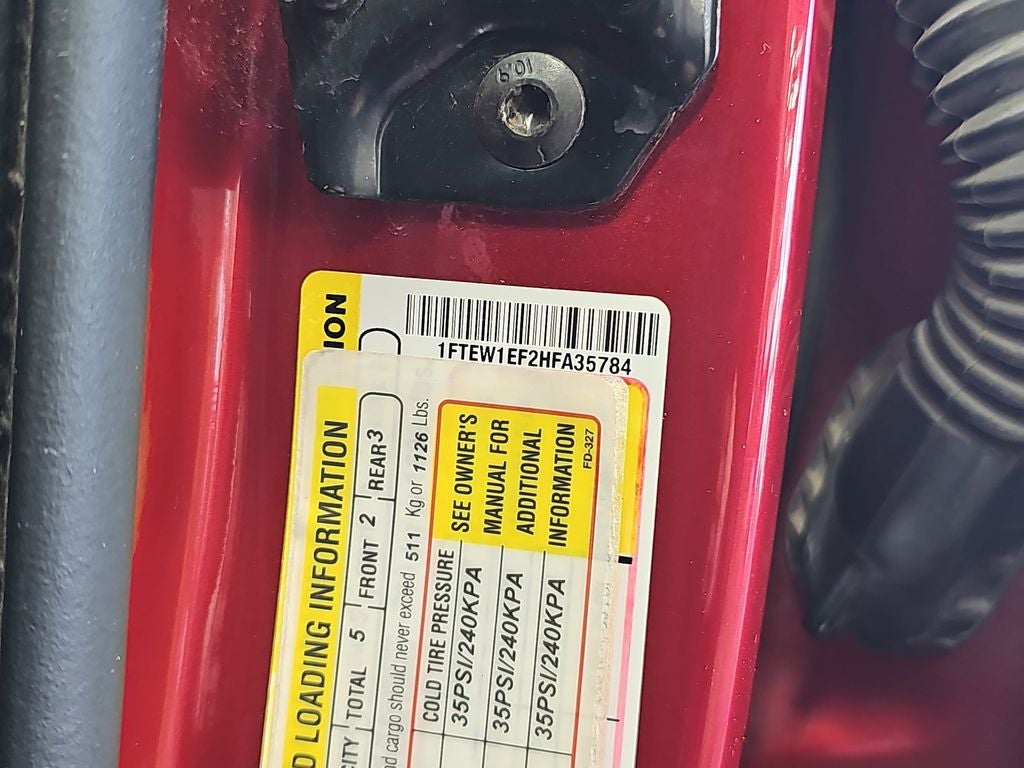 10.9
ION
1FTEW1EF2HFA35784
D LOADING INFORMATION
CITY TOTAL 5 FRONT 2 REAR 3
nd cargo should never exceed 511 Kg or 1126 Lbs.
COLD TIRE PRESSURE
35PSI/240KPA
35PSI/240KPA
35PSI/240KPA
SEE OWNER'S
MANUAL FOR
ADDITIONAL
INFORMATION
FD-327